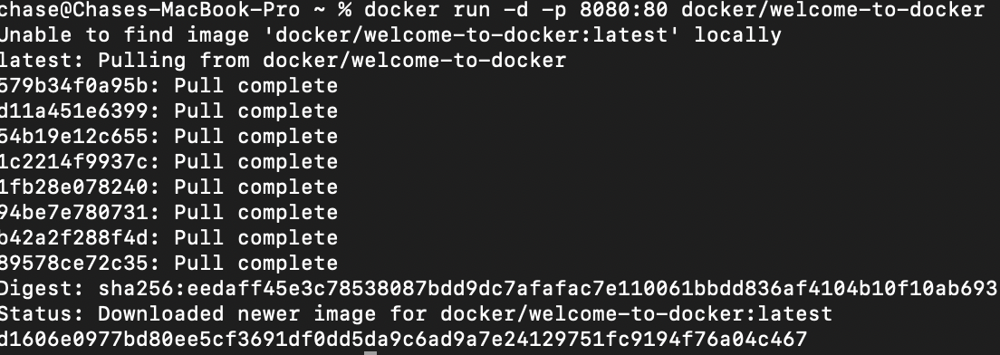 chase@Chases-MacBook-Pro ~ % docker run -d -p 8080:80 docker/welcome-to-docker
Unable to find image 'docker/welcome-to-docker:latest' locally
latest: Pulling from docker/welcome-to-docker
579b34f0a95b: Pull complete
d11a451e6399: Pull complete
54b19e12c655: Pull complete
1c2214f9937c: Pull complete
1fb28e078240: Pull complete
94be7e780731: Pull complete
b42a2f288f4d: Pull complete
89578ce72c35: Pull complete
Digest: sha256:eedaff45e3c78538087bdd9dc7afafac7e110061bbdd836af4104b10f10ab693
Status: Downloaded newer image for docker/welcome-to-docker:latest
d1606e0977bd80ee5cf3691df0dd5da9c6ad9a7e24129751fc9194f76a04c467